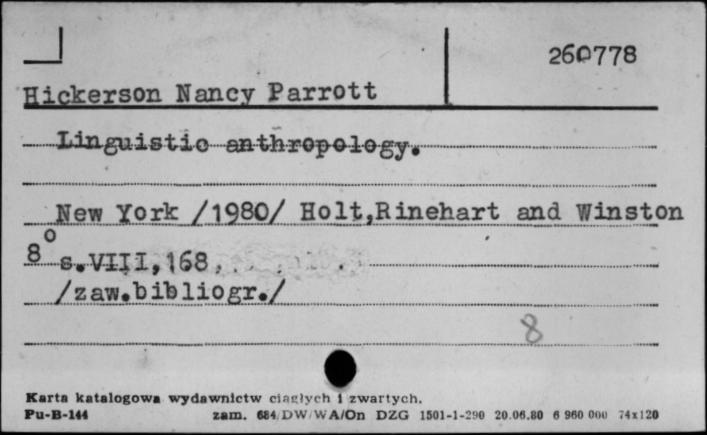 260778
Hickerson Nancy Parrott
Linguistic anthropology.
New York /1980/ Holt,Rinehart and Winston
8º s.VIII,168,
/zaw.bibliogr./
8
Karta katalogowa wydawnictw ciągłych i zwartych.
Pu-B-144 zam. 684/DW/WA/On DZG 1501-1-290 20.06.80 6 960 000 74x120